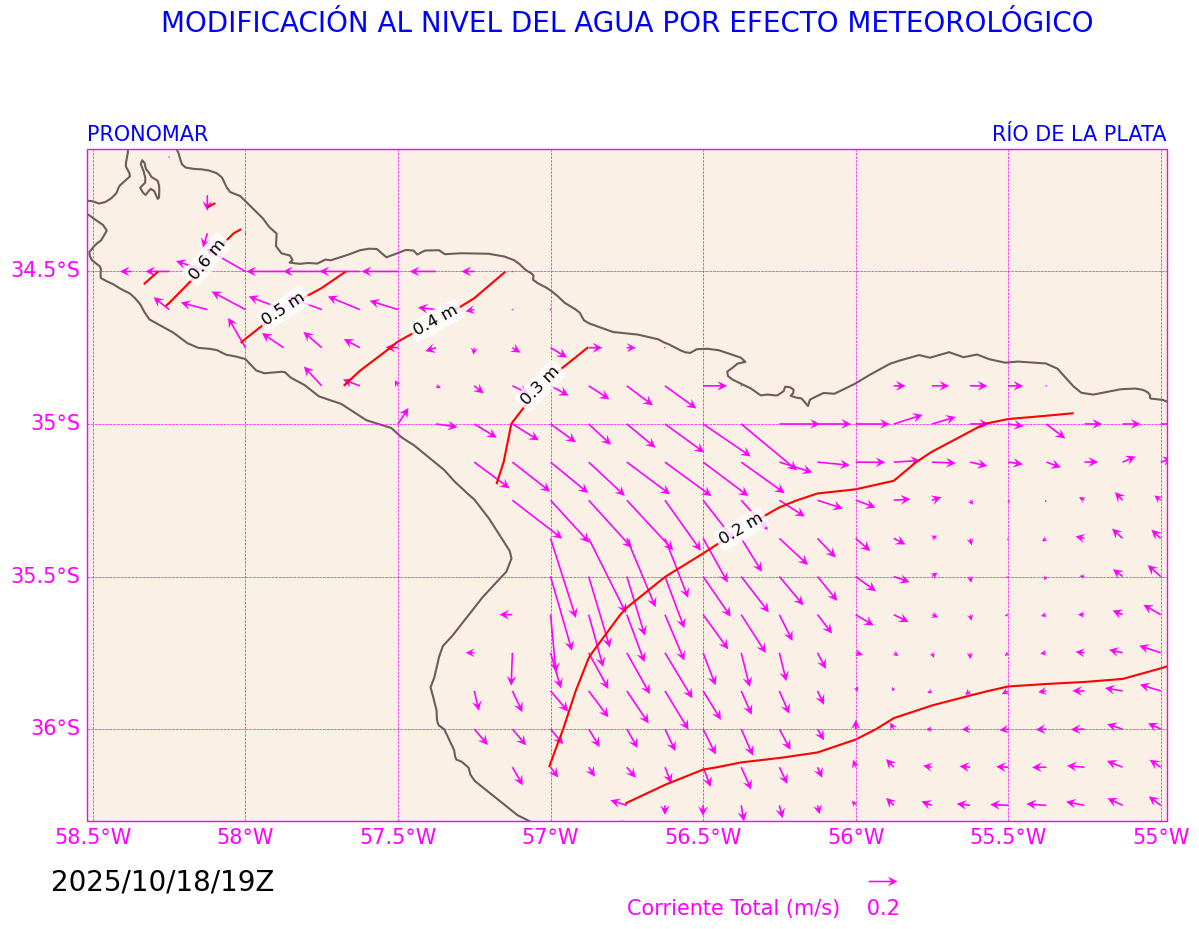 MODIFICACIÓN AL NIVEL DEL AGUA POR EFECTO METEOROLÓGICO
PRONOMAR
RÍO DE LA PLATA
34.5°S
35°S
35.5°S
36°S
0.6 m
0.5 m
0.4 m
0.3 m
0.2 m
58.5°W
58°W
57.5°W
57°W
56.5°W
56°W
55.5°W
55°W
2025/10/18/19Z
Corriente Total (m/s)
0.2